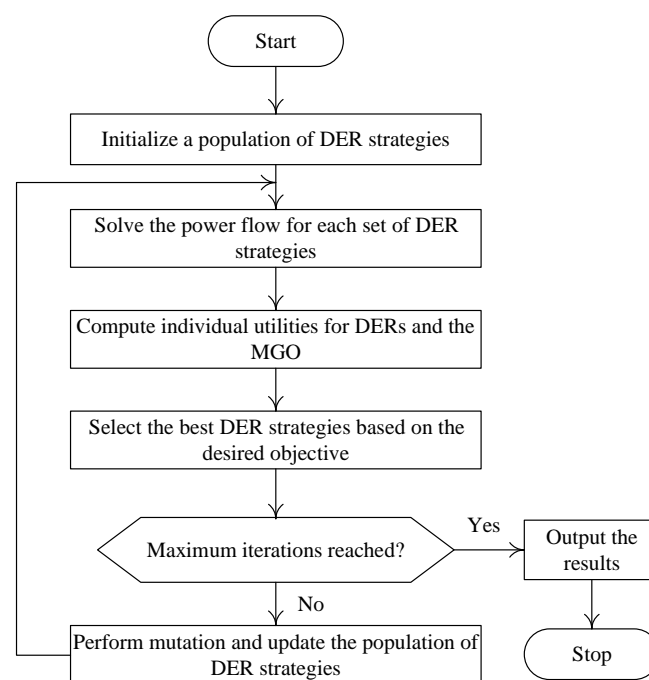 Start
Initialize a population of DER strategies
Solve the power flow for each set of DER
strategies
Compute individual utilities for DERs and the
MGO
Select the best DER strategies based on the
desired objective
Maximum iterations reached?
Yes
Output the
results
No
Perform mutation and update the population of
DER strategies
Stop